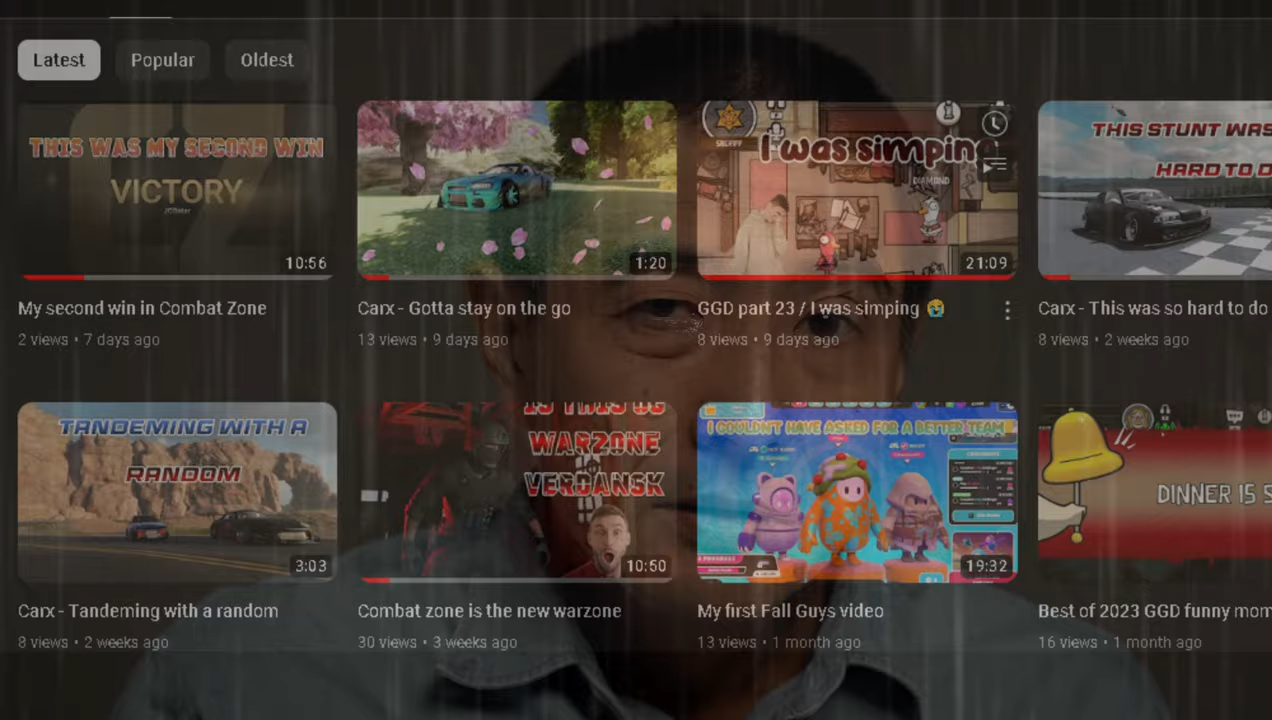 Latest
Popular
Oldest
THIS WAS MY SECOND WIN
VICTORY
10:56
My second win in Combat Zone
2 views • 7 days ago
1:20
Carx - Gotta stay on the go
13 views • 9 days ago
SHERIFF
I was simping
DIAMOND
21:09
GGD part 23 / I was simping 😭
8 views • 9 days ago
THIS STUNT WAS
HARD TO D
Carx - This was so hard to do
8 views • 2 weeks ago
TANDEMING WITH A
RANDOM
3:03
Carx - Tandeming with a random
8 views • 2 weeks ago
IS THIS OG
WARZONE
VERDANSK
10:50
Combat zone is the new warzone
30 views • 3 weeks ago
I COULDN'T HAVE ASKED FOR A BETTER TEAM
19:32
My first Fall Guys video
13 views • 1 month ago
DINNER IS S
Best of 2023 GGD funny mom
16 views • 1 month ago